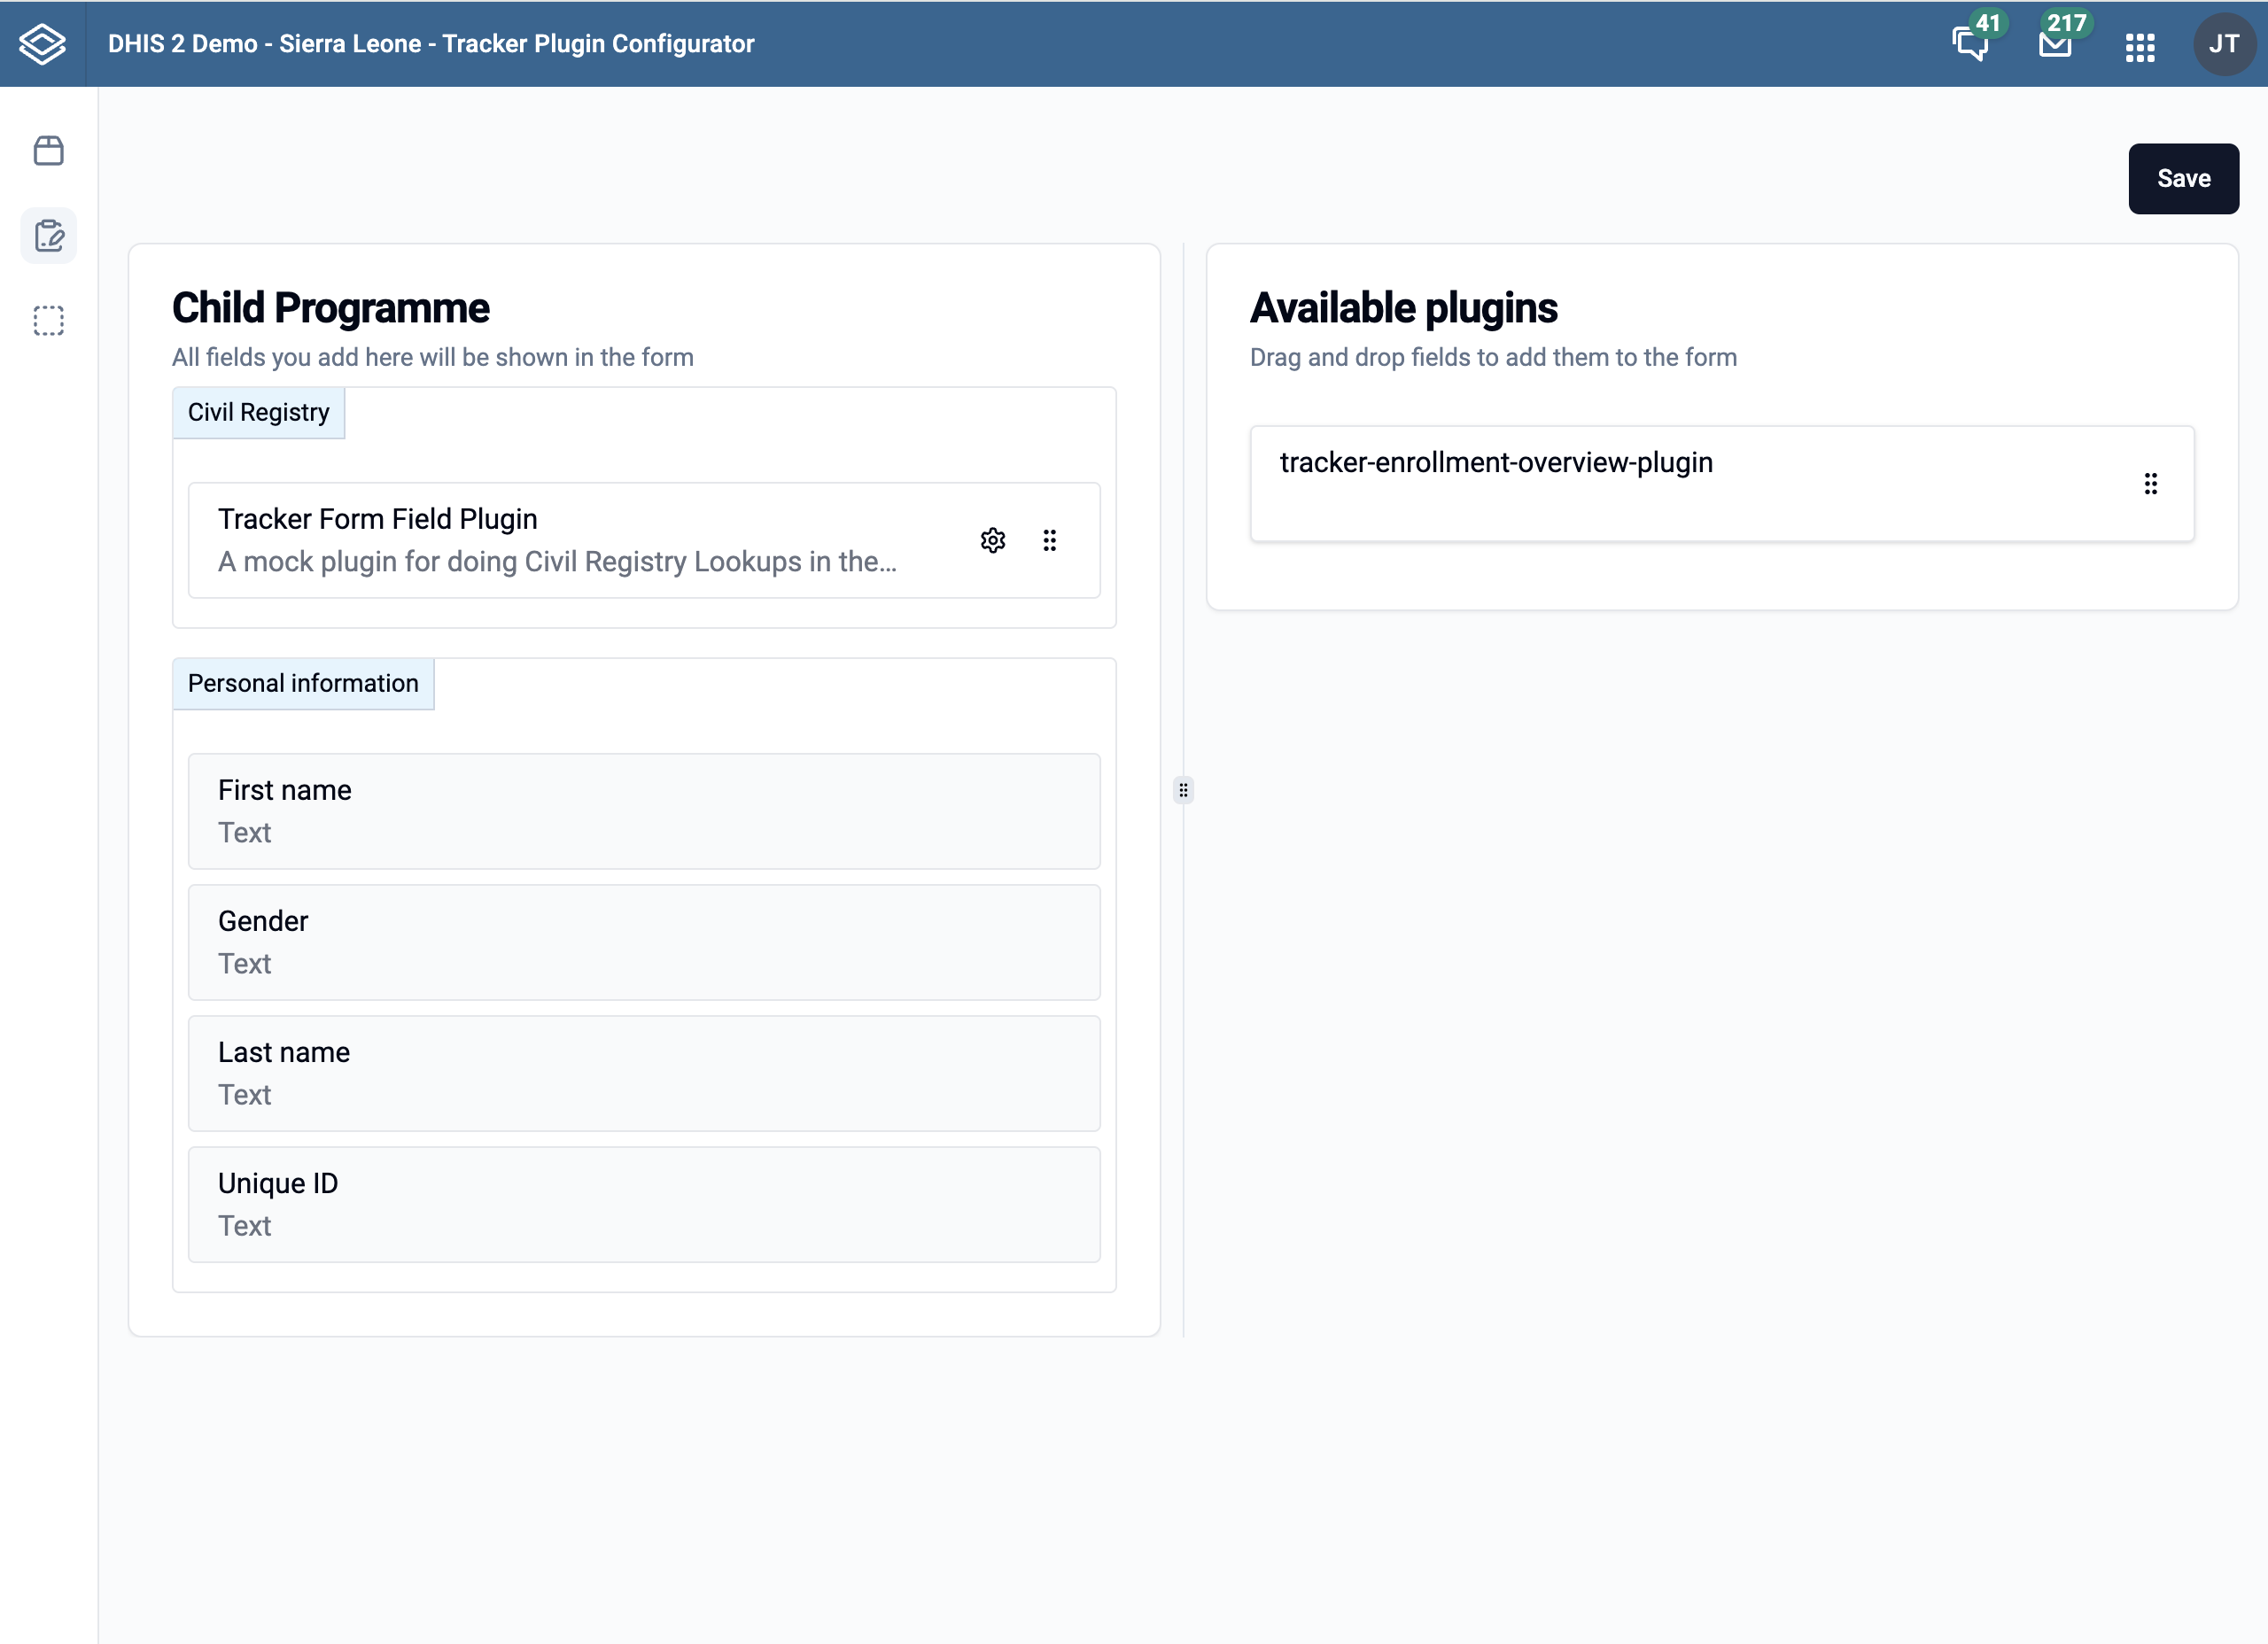 DHIS 2 Demo - Sierra Leone - Tracker Plugin Configurator
41
217
JT
Save
Child Programme
All fields you add here will be shown in the form
Civil Registry
Tracker Form Field Plugin
A mock plugin for doing Civil Registry Lookups in the...
Personal information
First name
Text
Gender
Text
Last name
Text
Unique ID
Text
Available plugins
Drag and drop fields to add them to the form
tracker-enrollment-overview-plugin